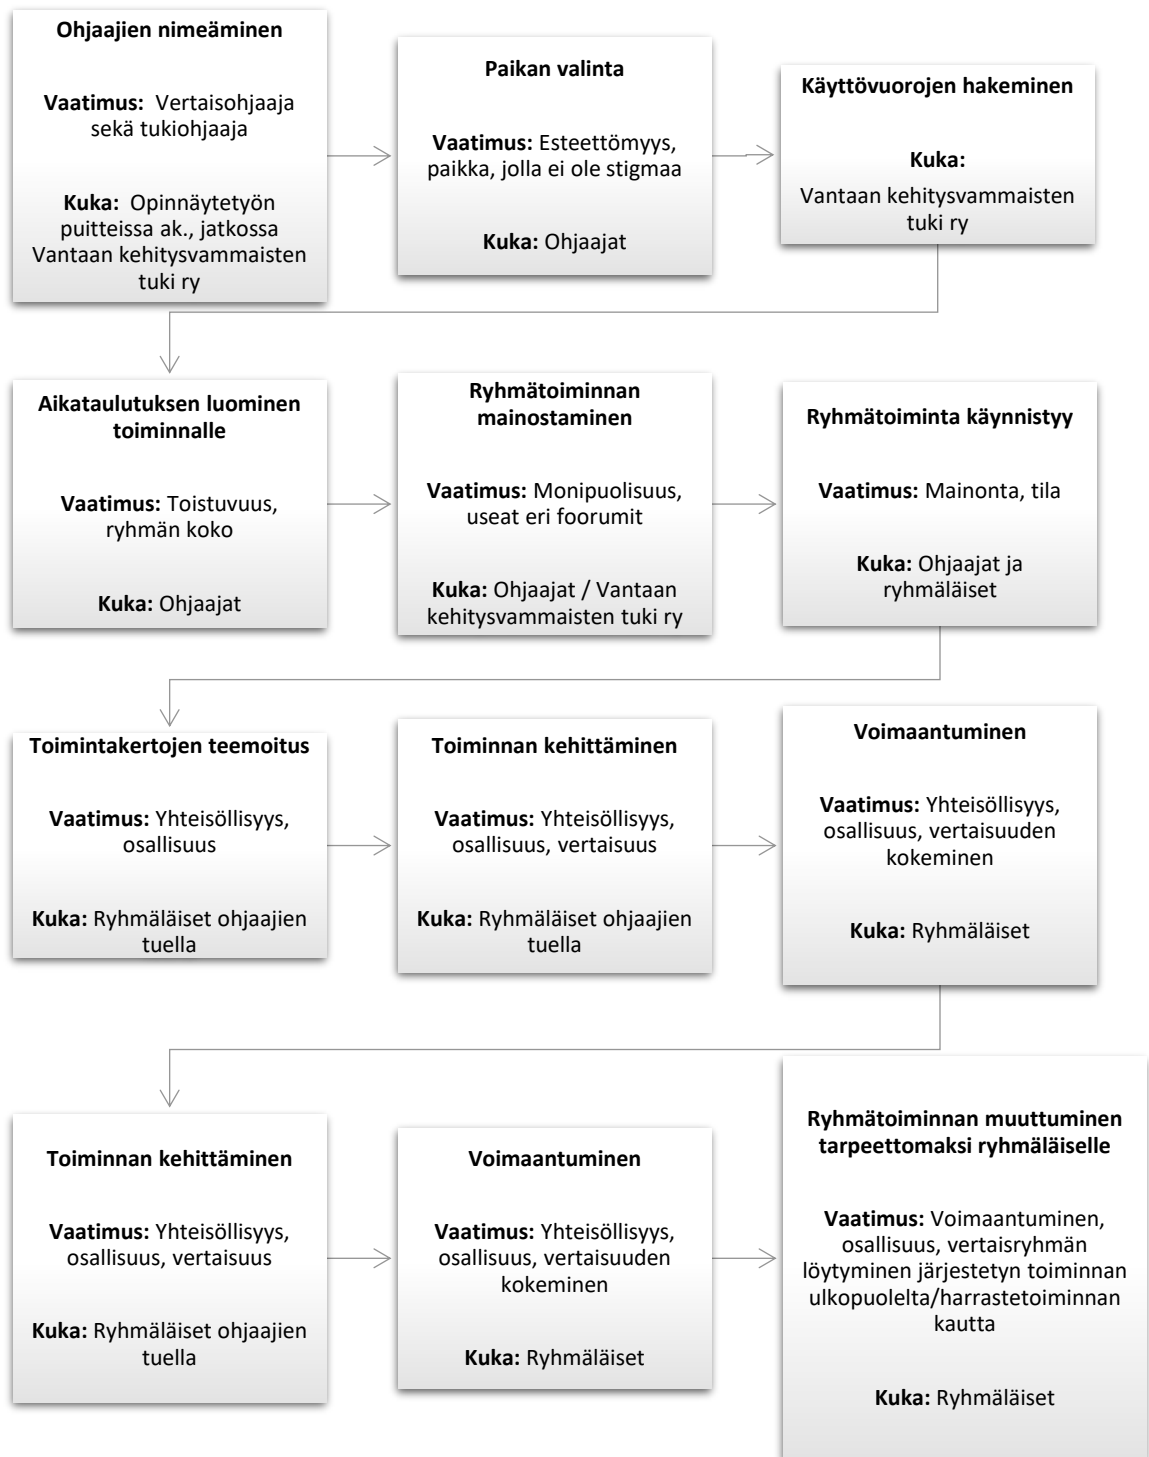 Ohjaajien nimeäminen
Vaatimus: Vertaisohjaaja
sekä tukiohjaaja
Kuka: Opinnäytetyön
puitteissa ak., jatkossa
Vantaan kehitysvammaisten
tuki ry
Paikan valinta
Vaatimus: Esteettömyys,
paikka, jolla ei ole stigmaa
Kuka: Ohjaajat
Käyttövuorojen hakeminen
Kuka:
Vantaan kehitysvammaisten
tuki ry
Aikataulutuksen luominen
toiminnalle
Vaatimus: Toistuvuus,
ryhmän koko
Kuka: Ohjaajat
Ryhmätoiminnan
mainostaminen
Vaatimus: Monipuolisuus,
useat eri foorumit
Kuka: Ohjaajat / Vantaan
kehitysvammaisten tuki ry
Ryhmätoiminta käynnistyy
Vaatimus: Mainonta, tila
Kuka: Ohjaajat ja
ryhmäläiset
Toimintakertojen teemoitus
Vaatimus: Yhteisöllisyys,
osallisuus
Kuka: Ryhmäläiset ohjaajien
tuella
Toiminnan kehittäminen
Vaatimus: Yhteisöllisyys,
osallisuus, vertaisuus
Kuka: Ryhmäläiset ohjaajien
tuella
Voimaantuminen
Vaatimus: Yhteisöllisyys,
osallisuus, vertaisuuden
kokeminen
Kuka: Ryhmäläiset
Toiminnan kehittäminen
Vaatimus: Yhteisöllisyys,
osallisuus, vertaisuus
Kuka: Ryhmäläiset ohjaajien
tuella
Voimaantuminen
Vaatimus: Yhteisöllisyys,
osallisuus, vertaisuuden
kokeminen
Kuka: Ryhmäläiset
Ryhmätoiminnan muuttuminen
tarpeettomaksi ryhmäläiselle
Vaatimus: Voimaantuminen,
osallisuus, vertaisryhmän
löytyminen järjestetyn toiminnan
ulkopuolelta/harrastetoiminnan
kautta
Kuka: Ryhmäläiset